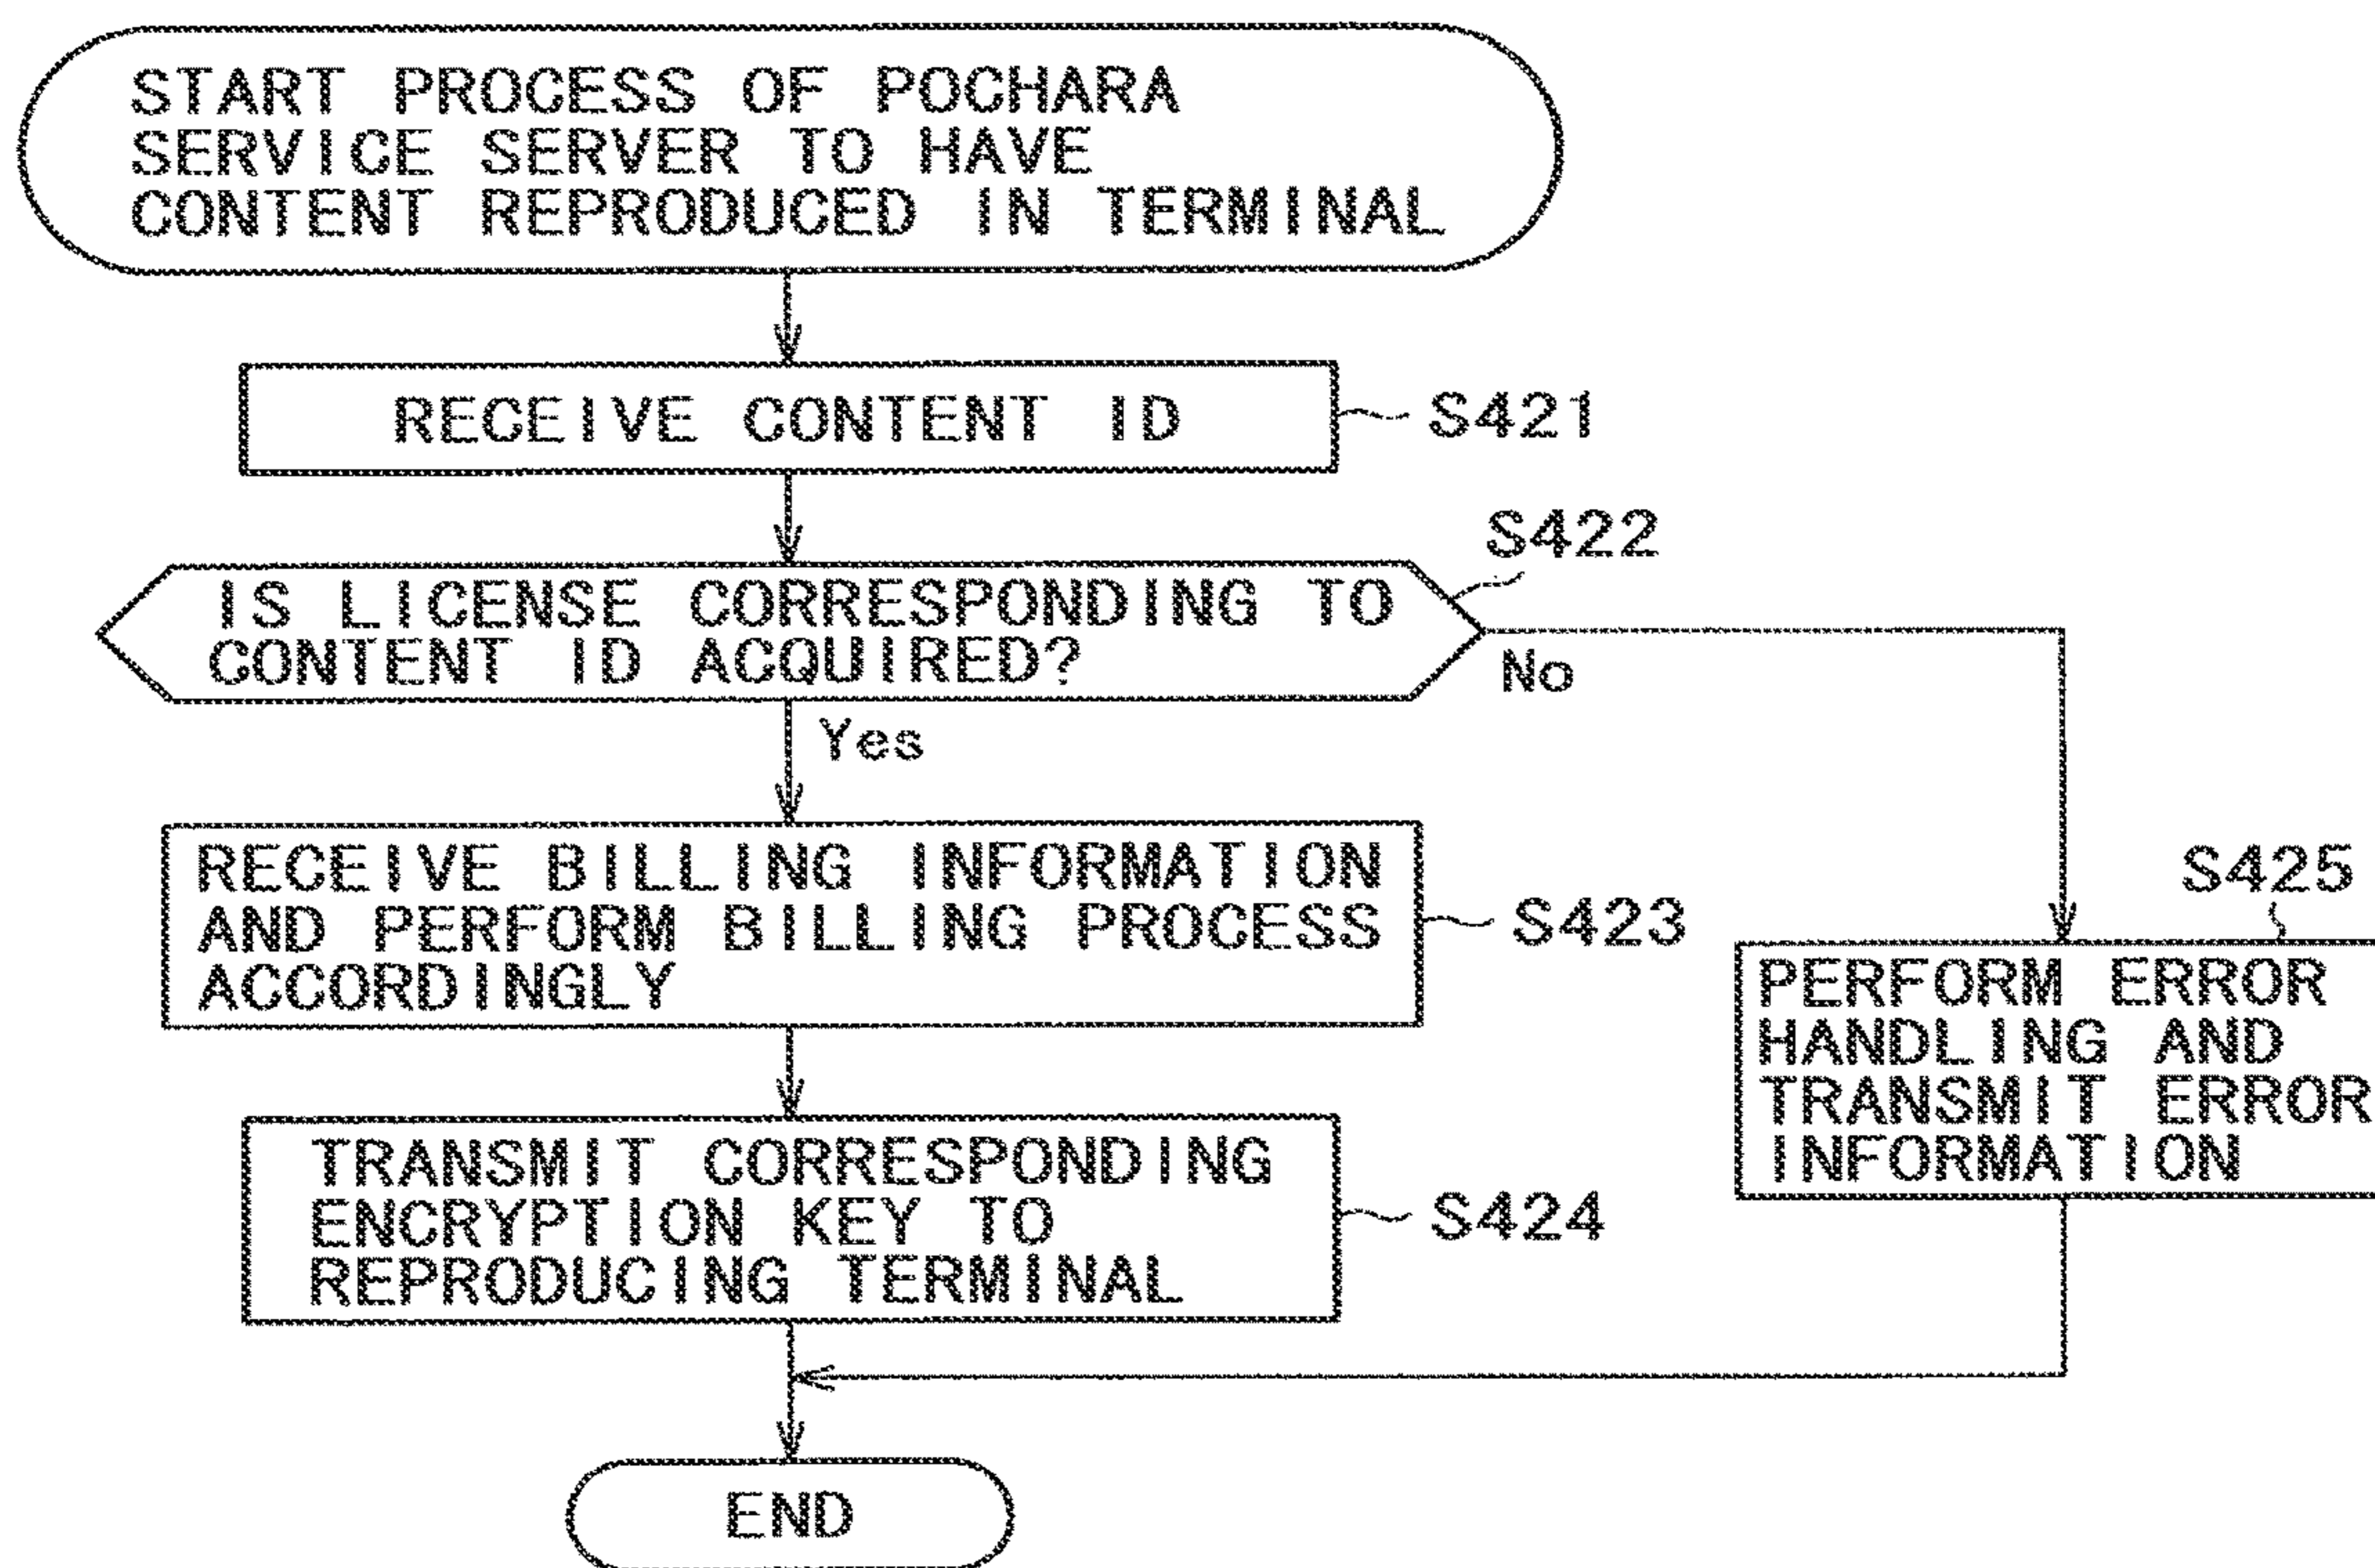 START PROCESS OF POCHARA
SERVICE SERVER TO HAVE
CONTENT REPRODUCED IN TERMINAL
RECEIVE CONTENT ID
S421
S422
IS LICENSE CORRESPONDING TO
CONTENT ID ACQUIRED?
No
Yes
RECEIVE BILLING INFORMATION
AND PERFORM BILLING PROCESS
ACCORDINGLY
S423
S425
PERFORM ERROR
HANDLING AND
TRANSMIT ERROR
INFORMATION
TRANSMIT CORRESPONDING
ENCRYPTION KEY TO
REPRODUCING TERMINAL
S424
END